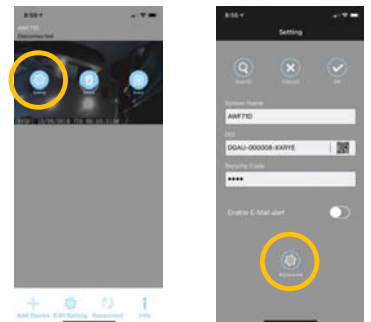 8:55
AWF71D
Disconnected
Setting
Add Device Edit Setting Reconnect Info
8:55
Setting
Search
Cancel
OK
System Name
AWF71D
DID
DGAU-000008-XXRYE
Security Code
••••
Enable E-Mail alert
Advanced